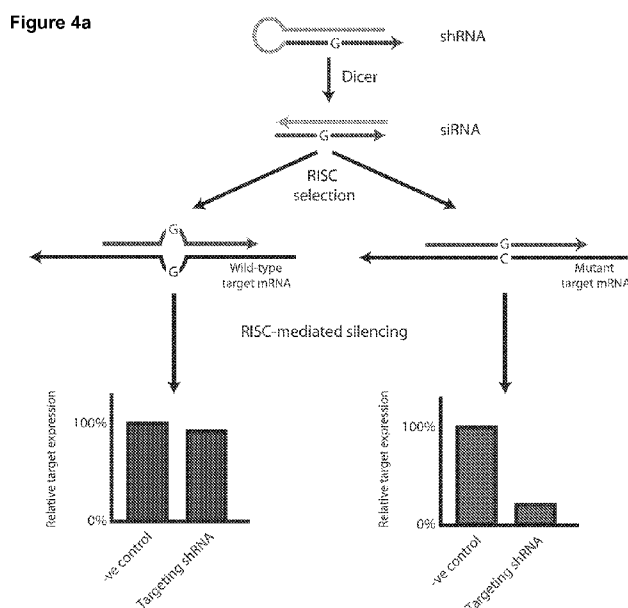 Figure 4a
G
shRNA
Dicer
G
siRNA
RISC
selection
G
G
Wild-type
target mRNA
G
C
Mutant
target mRNA
RISC-mediated silencing
Relative target expression
100%
0%
-ve control
Targeting shRNA
Relative target expression
100%
0%
-ve control
Targeting shRNA